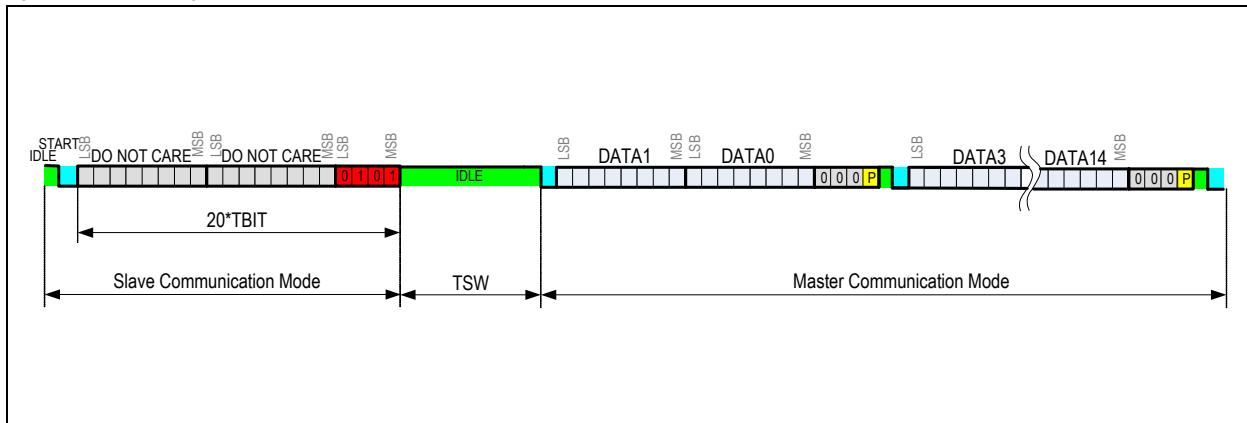 START
IDLE
LSB DO NOT CARE MSB LSB DO NOT CARE MSB LSB MSB LSB DATA1 MSB LSB DATA0 MSB LSB DATA3 DATA14 MSB
0 1 0 1 IDLE 0 0 0 P 0 0 0 P
20*TBIT
Slave Communication Mode TSW Master Communication Mode